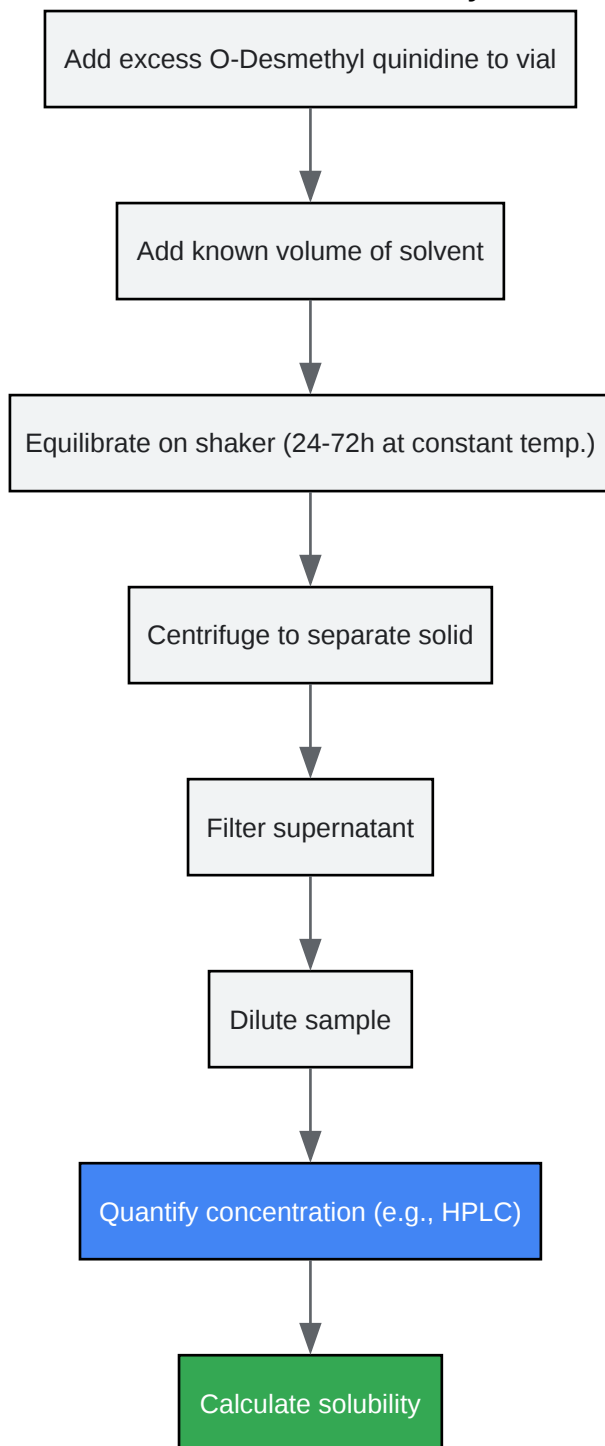 Add excess O-Desmethyl quinidine to vial
Add known volume of solvent
Equilibrate on shaker (24-72h at constant temp.)
Centrifuge to separate solid
Filter supernatant
Dilute sample
Quantify concentration (e.g., HPLC)
Calculate solubility